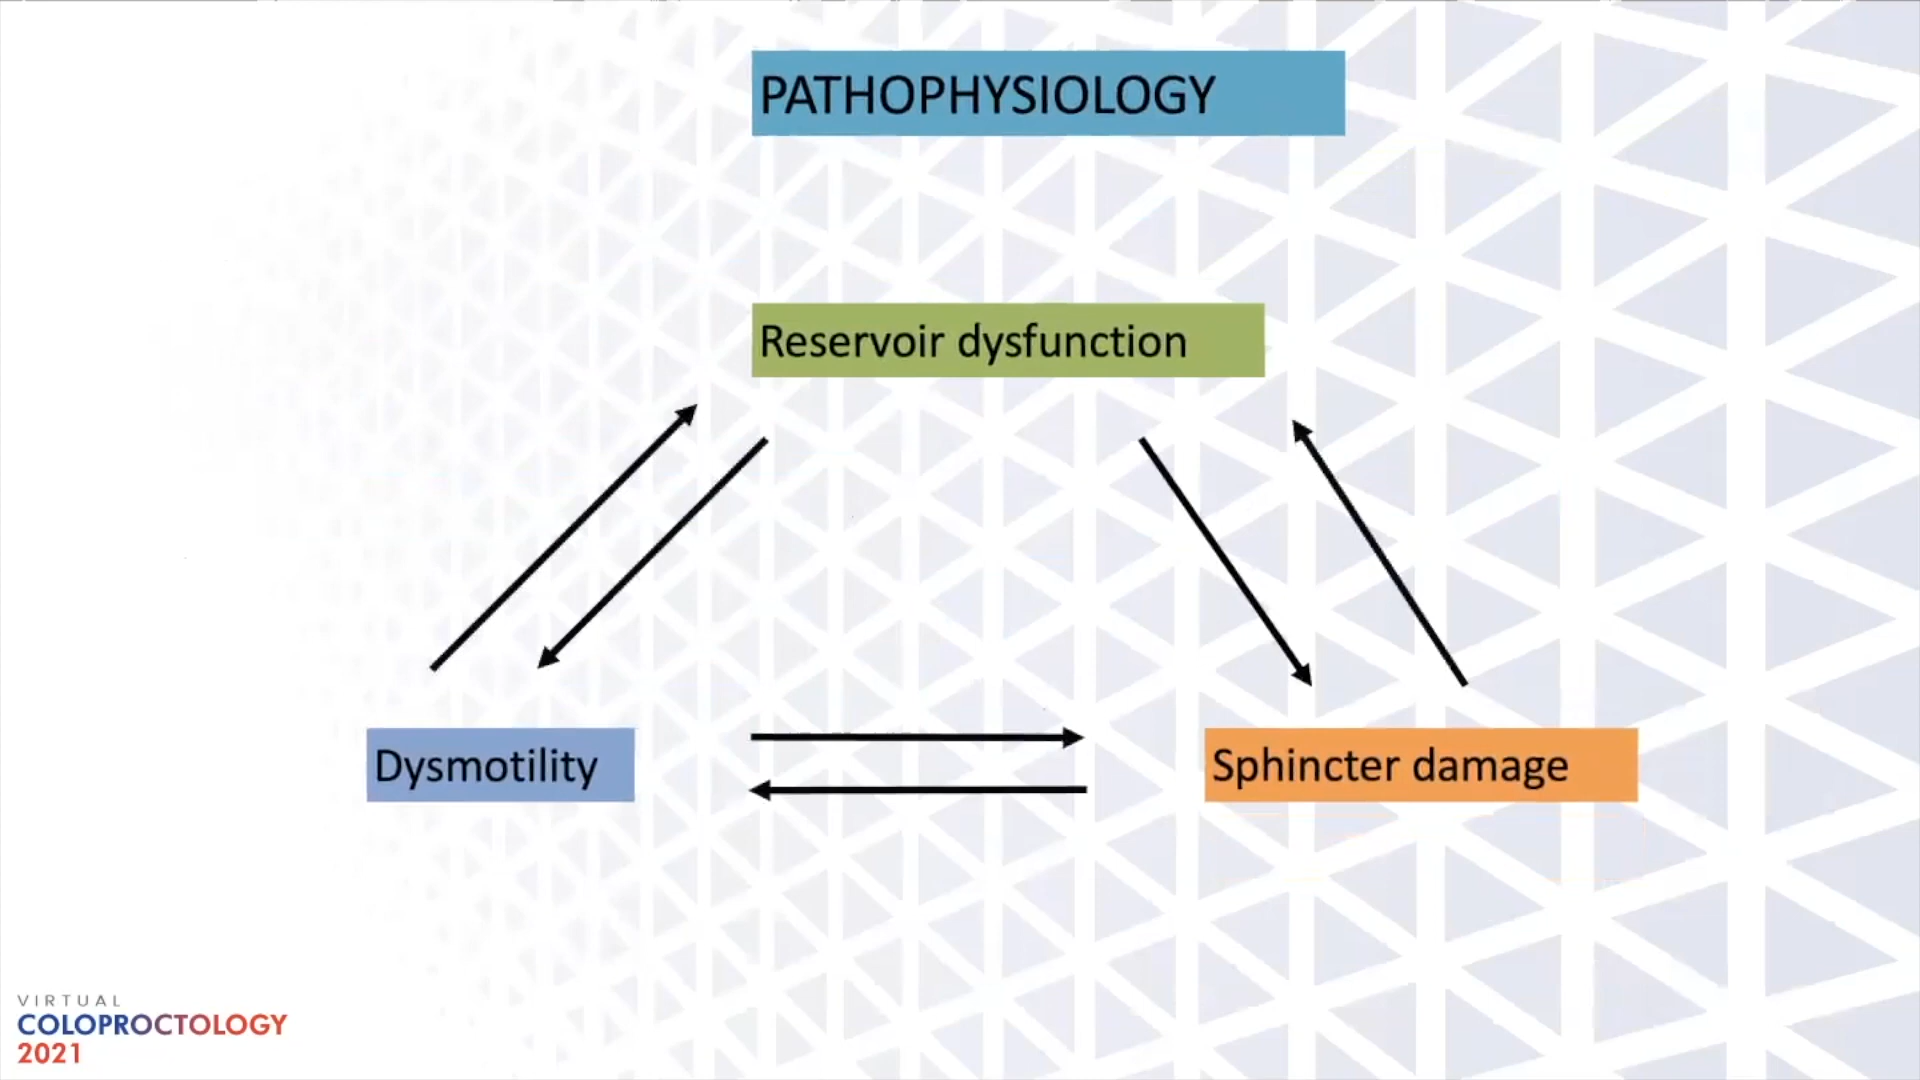 PATHOPHYSIOLOGY
Reservoir dysfunction
Dysmotility
Sphincter damage
VIRTUAL
COLOPROCTOLOGY
2021